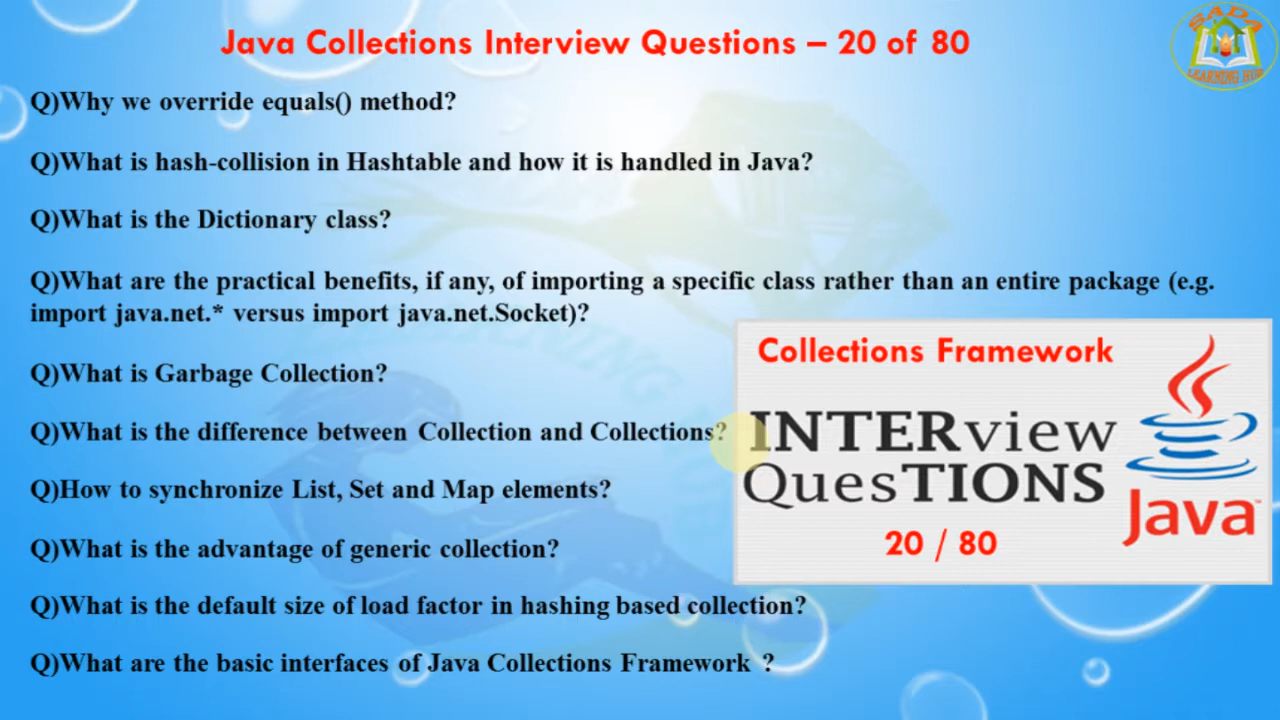 Java Collections Interview Questions – 20 of 80
SADA
LEARNING HUB
Q)Why we override equals() method?
Q)What is hash-collision in Hashtable and how it is handled in Java?
Q)What is the Dictionary class?
Q)What are the practical benefits, if any, of importing a specific class rather than an entire package (e.g.
import java.net.* versus import java.net.Socket)?
Q)What is Garbage Collection?
Q)What is the difference between Collection and Collections?
Q)How to synchronize List, Set and Map elements?
Q)What is the advantage of generic collection?
Q)What is the default size of load factor in hashing based collection?
Q)What are the basic interfaces of Java Collections Framework ?
Collections Framework
INTERview
QuesTIONS
Java™
20 / 80